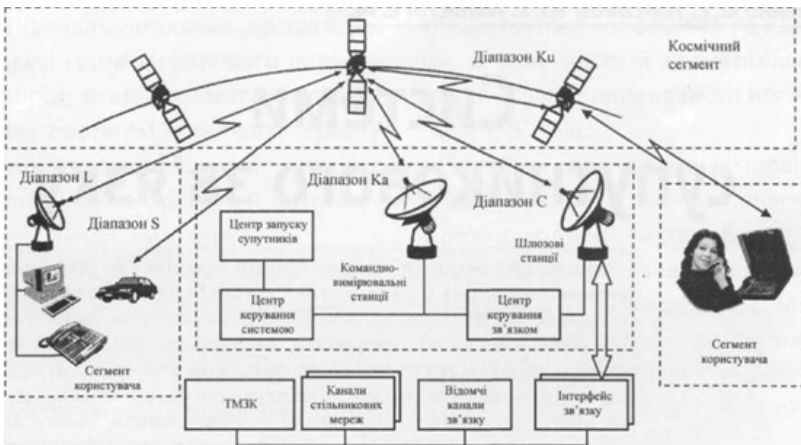 Діапазон Ku
Космічний
сегмент
Діапазон L
Діапазон S
Діапазон Ka
Діапазон C
Центр запуску
супутників
Командно-
вимірювальні
станції
Шлюзові
станції
Центр
керування
системою
Центр
керування
зв'язком
Сегмент
користувача
Сегмент
користувача
ТМЗК
Канали
стільникових
мереж
Відомчі
канали
зв'язку
Інтерфейс
зв'язку